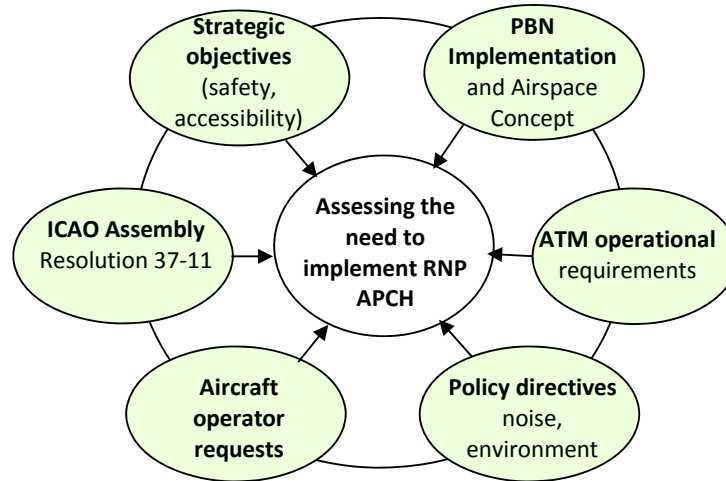 Strategic
objectives
(safety,
accessibility)
PBN
Implementation
and Airspace
Concept
ICAO Assembly
Resolution 37-11
Assessing the
need to
implement RNP
APCH
ATM operational
requirements
Aircraft
operator
requests
Policy directives
noise,
environment